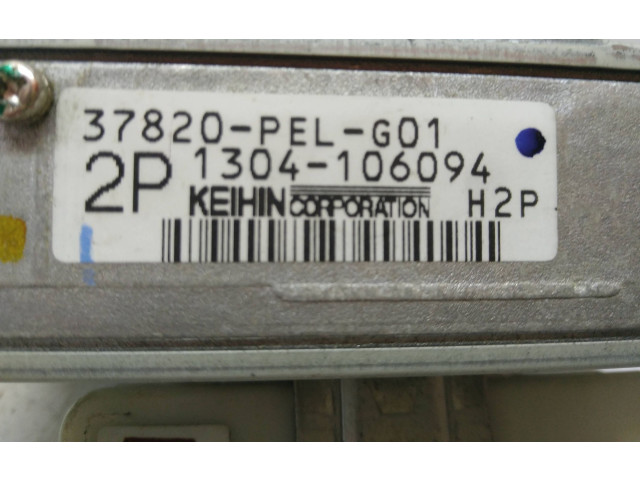 37820-PEL-G01
2P 1304-106094
KEIHIN CORPORATION H2P